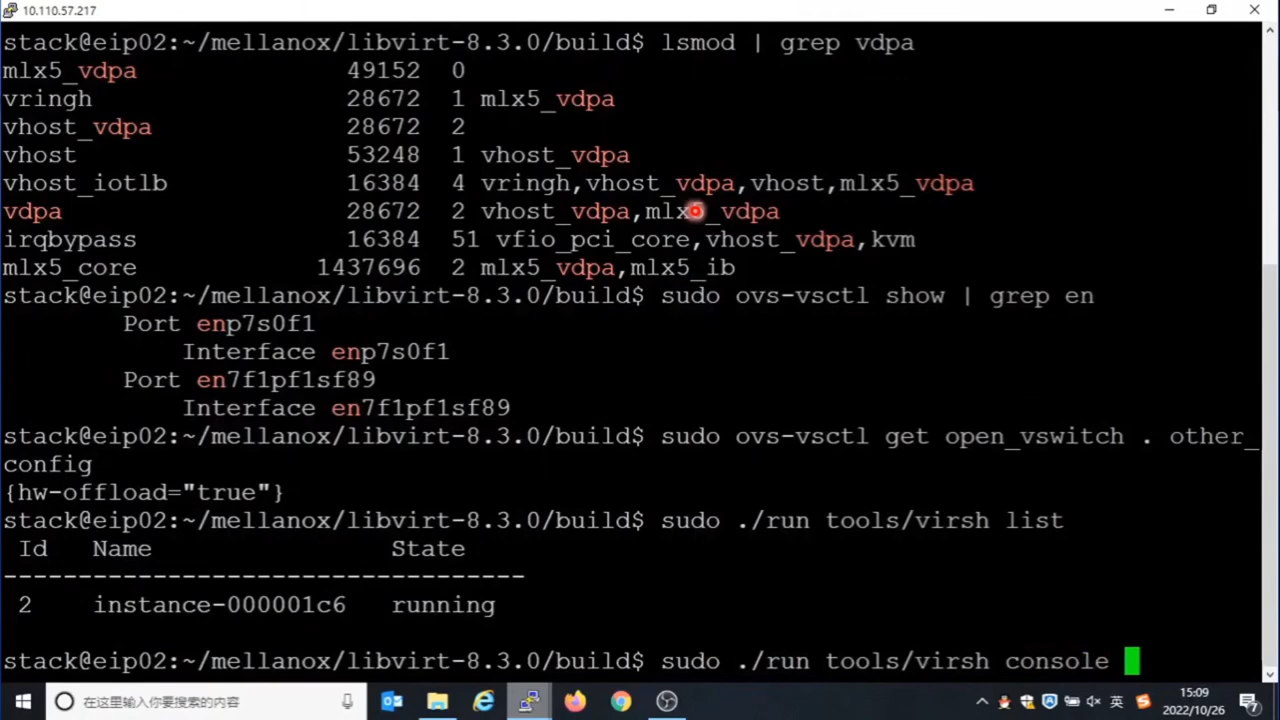 10.110.57.217
stack@eip02:~/mellanox/libvirt-8.3.0/build$ lsmod | grep vdpa
mlx5_vdpa 49152 0
vringh 28672 1 mlx5_vdpa
vhost_vdpa 28672 2
vhost 53248 1 vhost_vdpa
vhost_iotlb 16384 4 vringh,vhost_vdpa,vhost,mlx5_vdpa
vdpa 28672 2 vhost_vdpa,mlx5_vdpa
irqbypass 16384 51 vfio_pci_core,vhost_vdpa,kvm
mlx5_core 1437696 2 mlx5_vdpa,mlx5_ib
stack@eip02:~/mellanox/libvirt-8.3.0/build$ sudo ovs-vsctl show | grep en
Port enp7s0f1
Interface enp7s0f1
Port en7f1pf1sf89
Interface en7f1pf1sf89
stack@eip02:~/mellanox/libvirt-8.3.0/build$ sudo ovs-vsctl get open_vswitch . other_
config
{hw-offload="true"}
stack@eip02:~/mellanox/libvirt-8.3.0/build$ sudo ./run tools/virsh list
Id Name State
-----------------------------------
2 instance-000001c6 running
stack@eip02:~/mellanox/libvirt-8.3.0/build$ sudo ./run tools/virsh console
在这里输入你要搜索的内容
英
15:09
2022/10/26
7